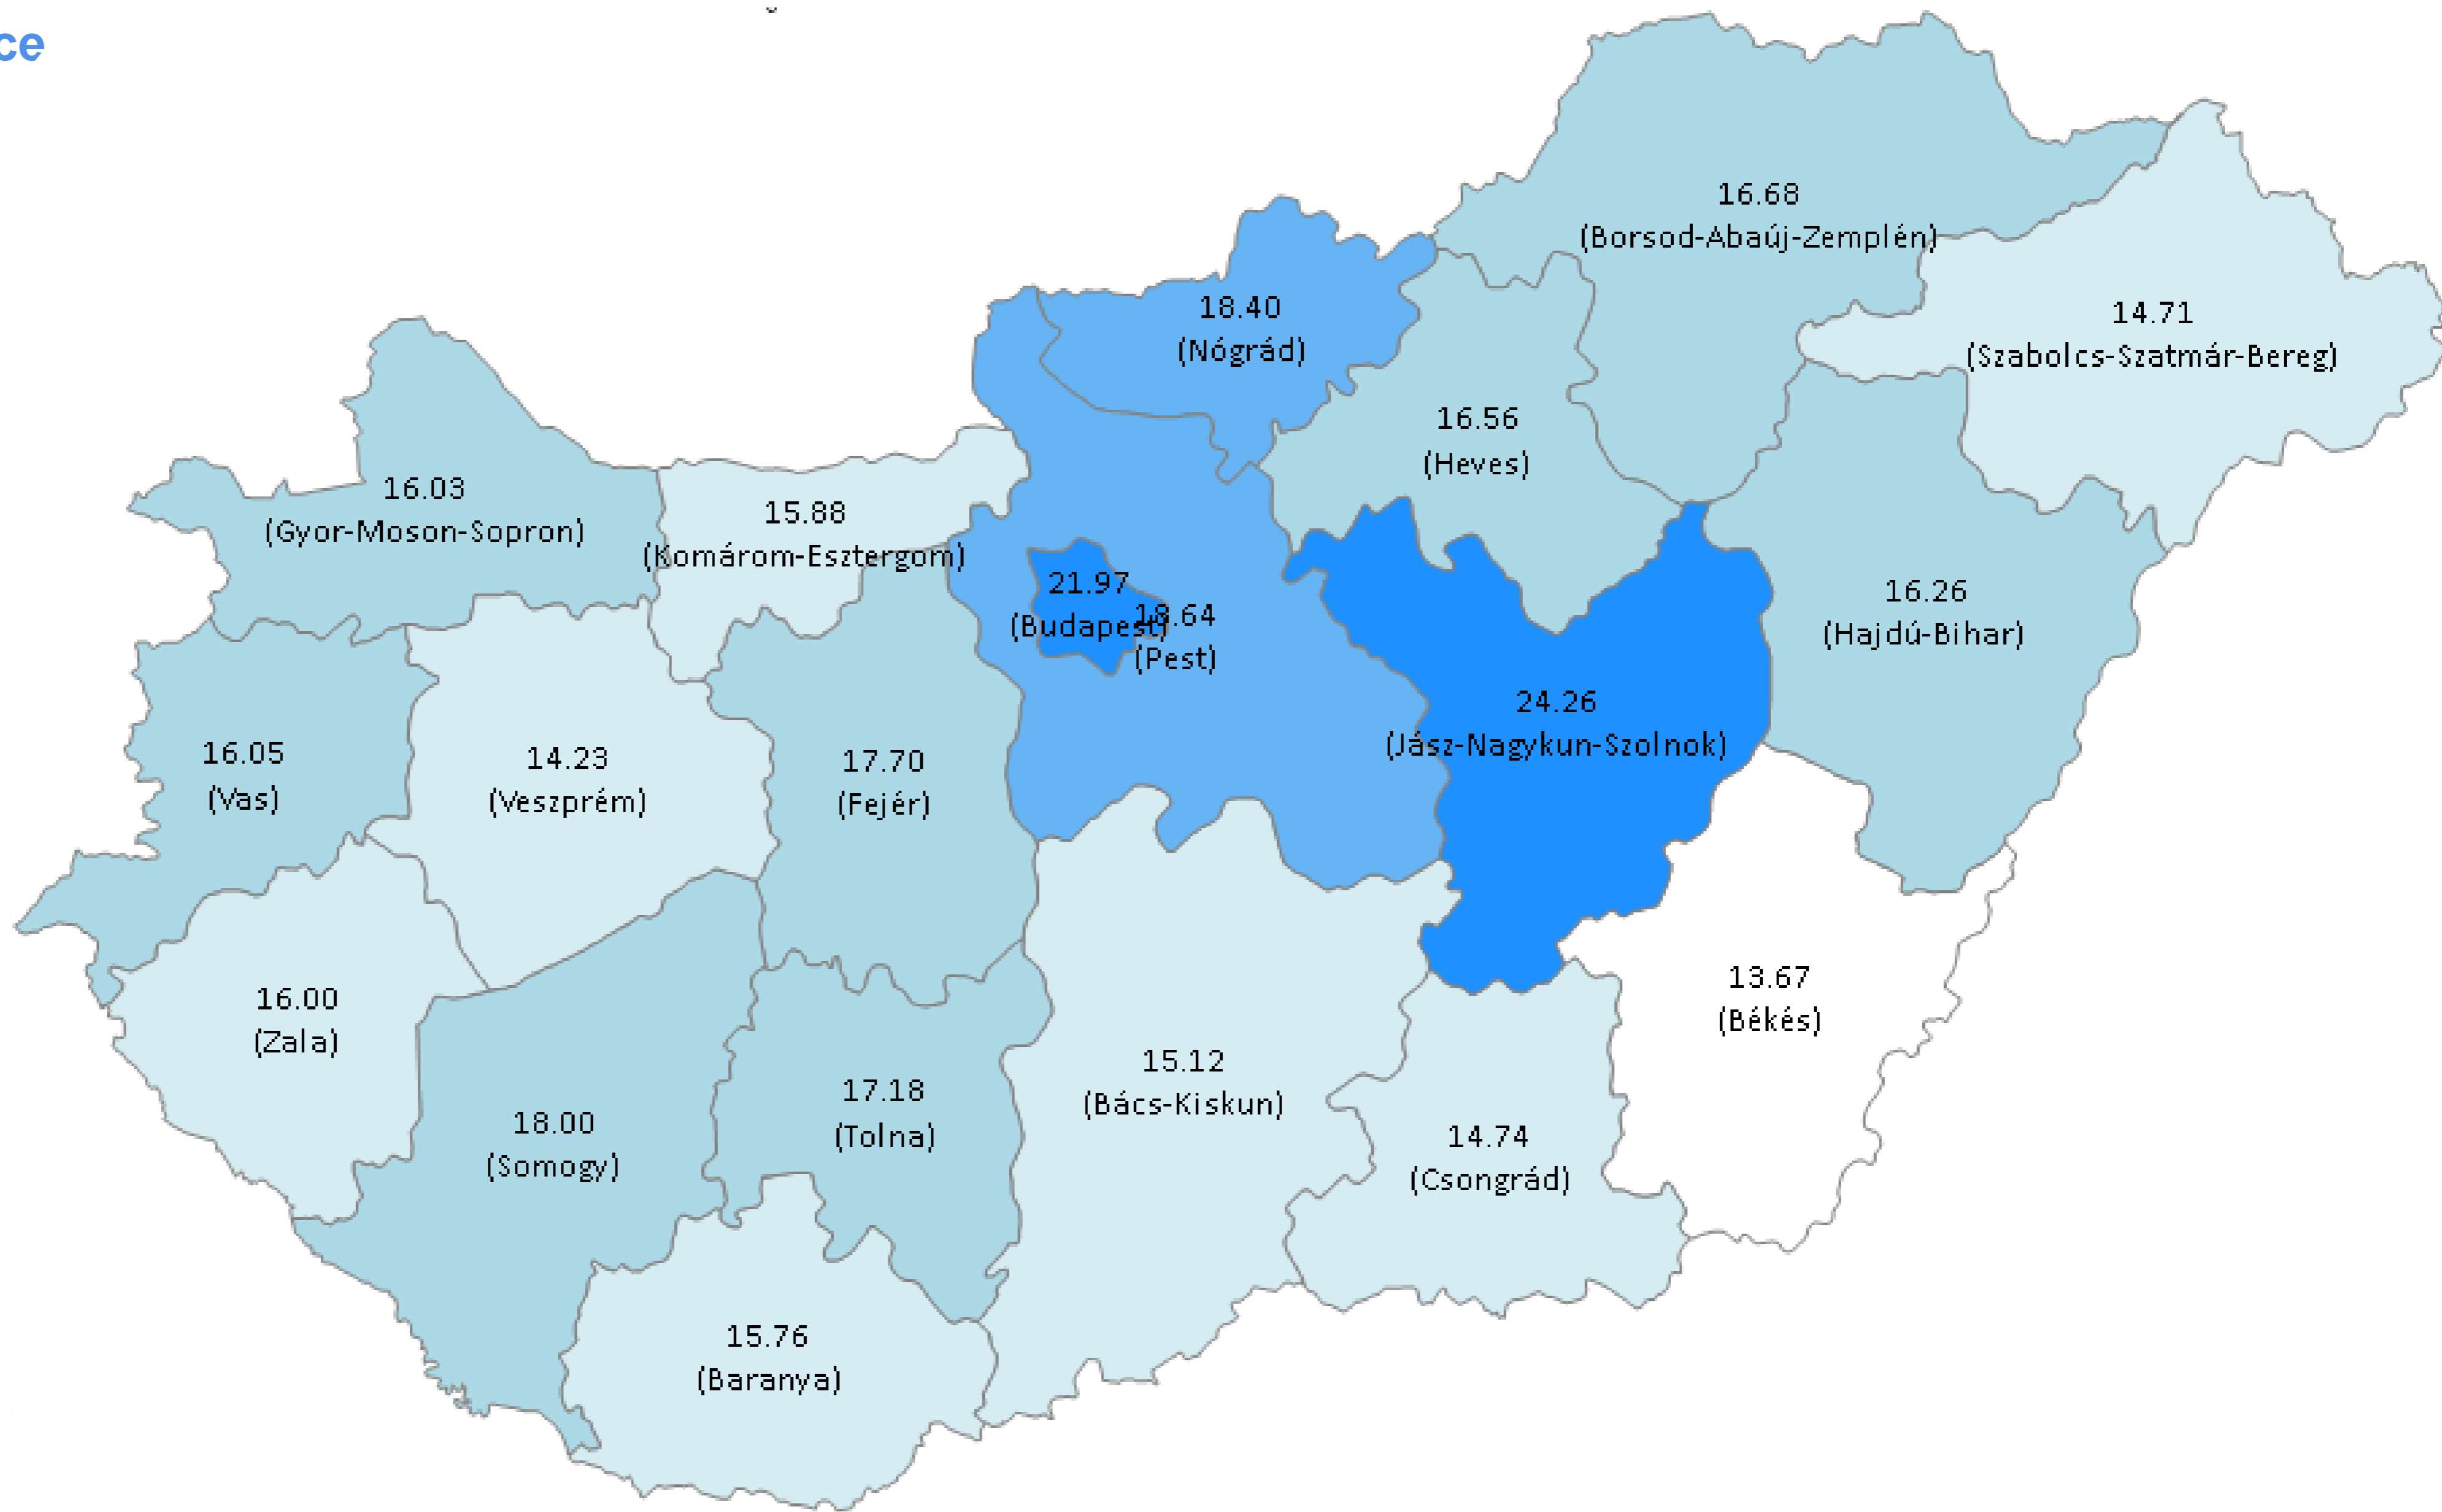 ce
16.68
(Borsod-Abaúj-Zemplén)
18.40
(Nógrád)
14.71
(Szabolcs-Szatmár-Bereg)
16.56
(Heves)
16.03
(Gyor-Moson-Sopron)
15.88
(Komárom-Esztergom)
21.97
(Budapest)
18.64
(Pest)
16.26
(Hajdú-Bihar)
24.26
(Jász-Nagykun-Szolnok)
16.05
(Vas)
14.23
(Veszprém)
17.70
(Fejér)
16.00
(Zala)
13.67
(Békés)
15.12
(Bács-Kiskun)
17.18
(Tolna)
18.00
(Somogy)
14.74
(Csongrád)
15.76
(Baranya)